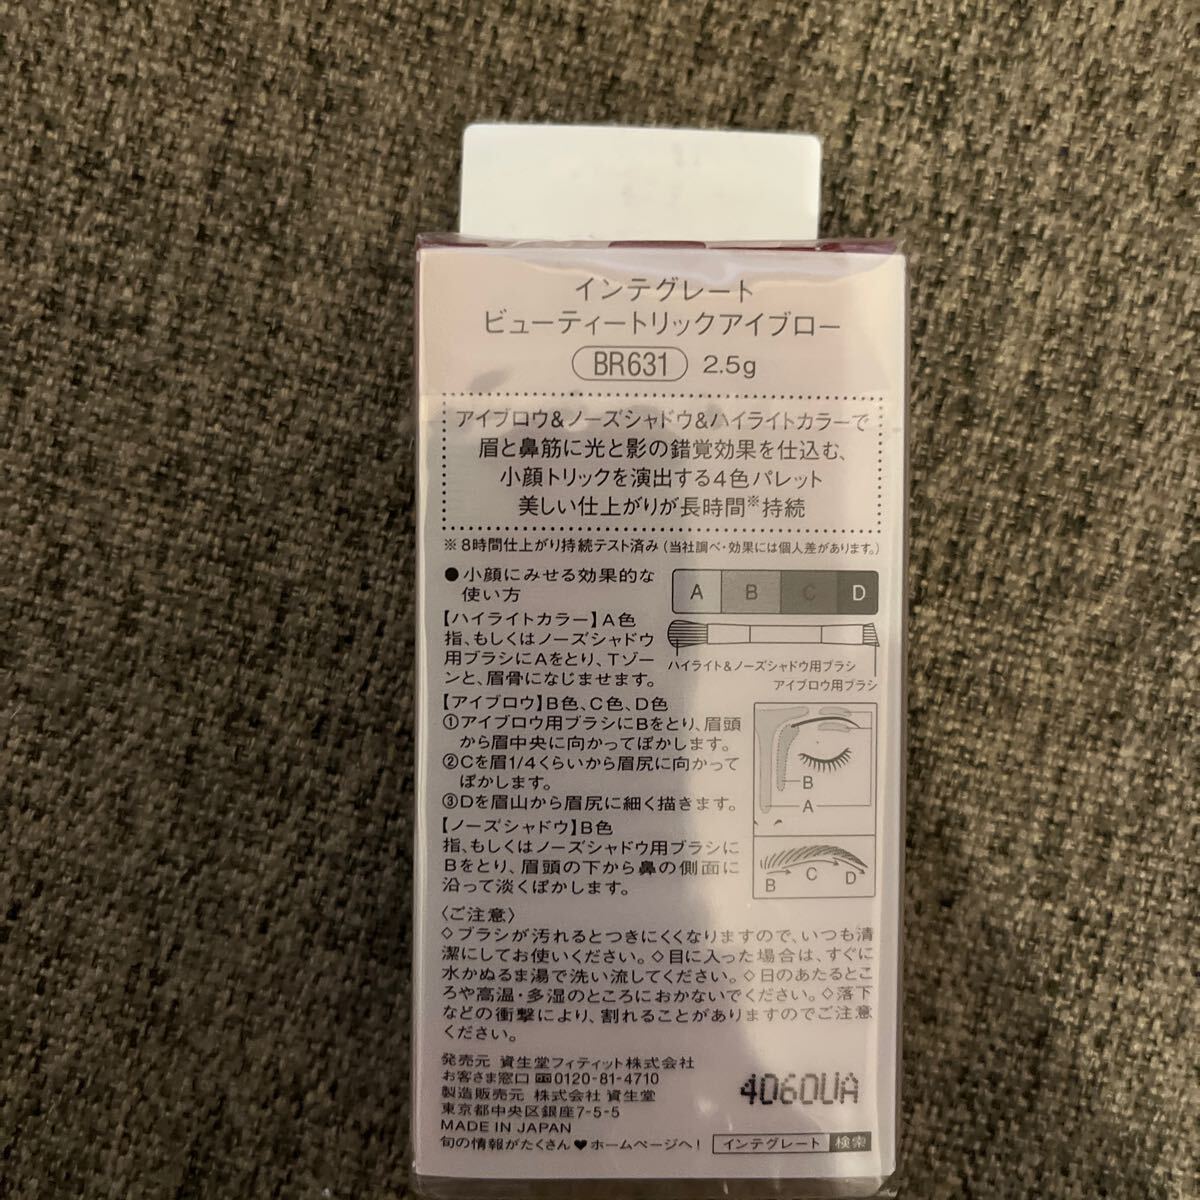 インテグレート
ビューティートリックアイブロー
BR631 2.5g
アイブロウ&ノーズシャドウ&ハイライトカラーで
眉と鼻筋に光と影の錯覚効果を仕込む、
小顔トリックを演出する4色パレット
美しい仕上がりが長時間※持続
※8時間仕上がり持続テスト済み(当社調べ・効果には個人差があります。)
●小顔にみせる効果的な
使い方
【ハイライトカラー】A色
指、もしくはノーズシャドウ
用ブラシにAをとり、Tゾー
ンと、眉骨になじませます。
A B C D
ハイライト&ノーズシャドウ用ブラシ
アイブロウ用ブラシ
【アイブロウ】B色、C色、D色
①アイブロウ用ブラシにBをとり、眉頭
から眉中央に向かってぼかします。
②Cを眉1/4くらいから眉尻に向かって
ぼかします。
③Dを眉山から眉尻に細く描きます。
【ノーズシャドウ】B色
指、もしくはノーズシャドウ用ブラシに
Bをとり、眉頭の下から鼻の側面に
沿って淡くぼかします。
B
A
B C D
〈ご注意〉
◇ブラシが汚れるとつきにくくなりますので、いつも清
潔にしてお使いください。◇目に入った場合は、すぐに
水かぬるま湯で洗い流してください。◇日のあたるとこ
ろや高温・多湿のところにおかないでください。◇落下
などの衝撃により、割れることがありますのでご注意
ください。
発売元 資生堂フィティット株式会社
お客さま窓口 0120-81-4710
製造販売元 株式会社 資生堂
東京都中央区銀座7-5-5
MADE IN JAPAN
旬の情報がたくさん♥ホームページへ! インテグレート 検索
4060UA